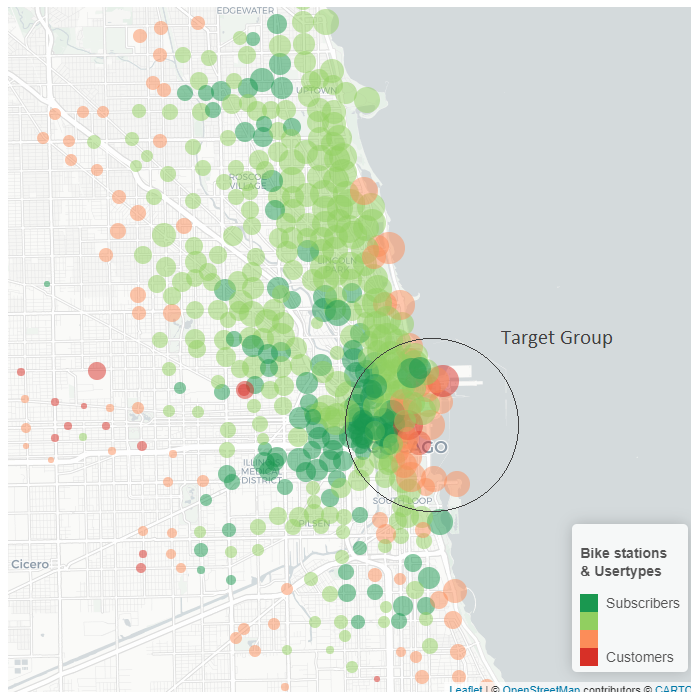 EDGEWATER
UPTOWN
ROSCOE
VILLAGE
LINCOLN
PARK
Target Group
AGO
ILLINOIS
MEDICAL
DISTRICT
SOUTH LOOP
PILSEN
Cicero
Bike stations
& Usertypes
Subscribers
Customers
Leaflet | © OpenStreetMap contributors © CARTO